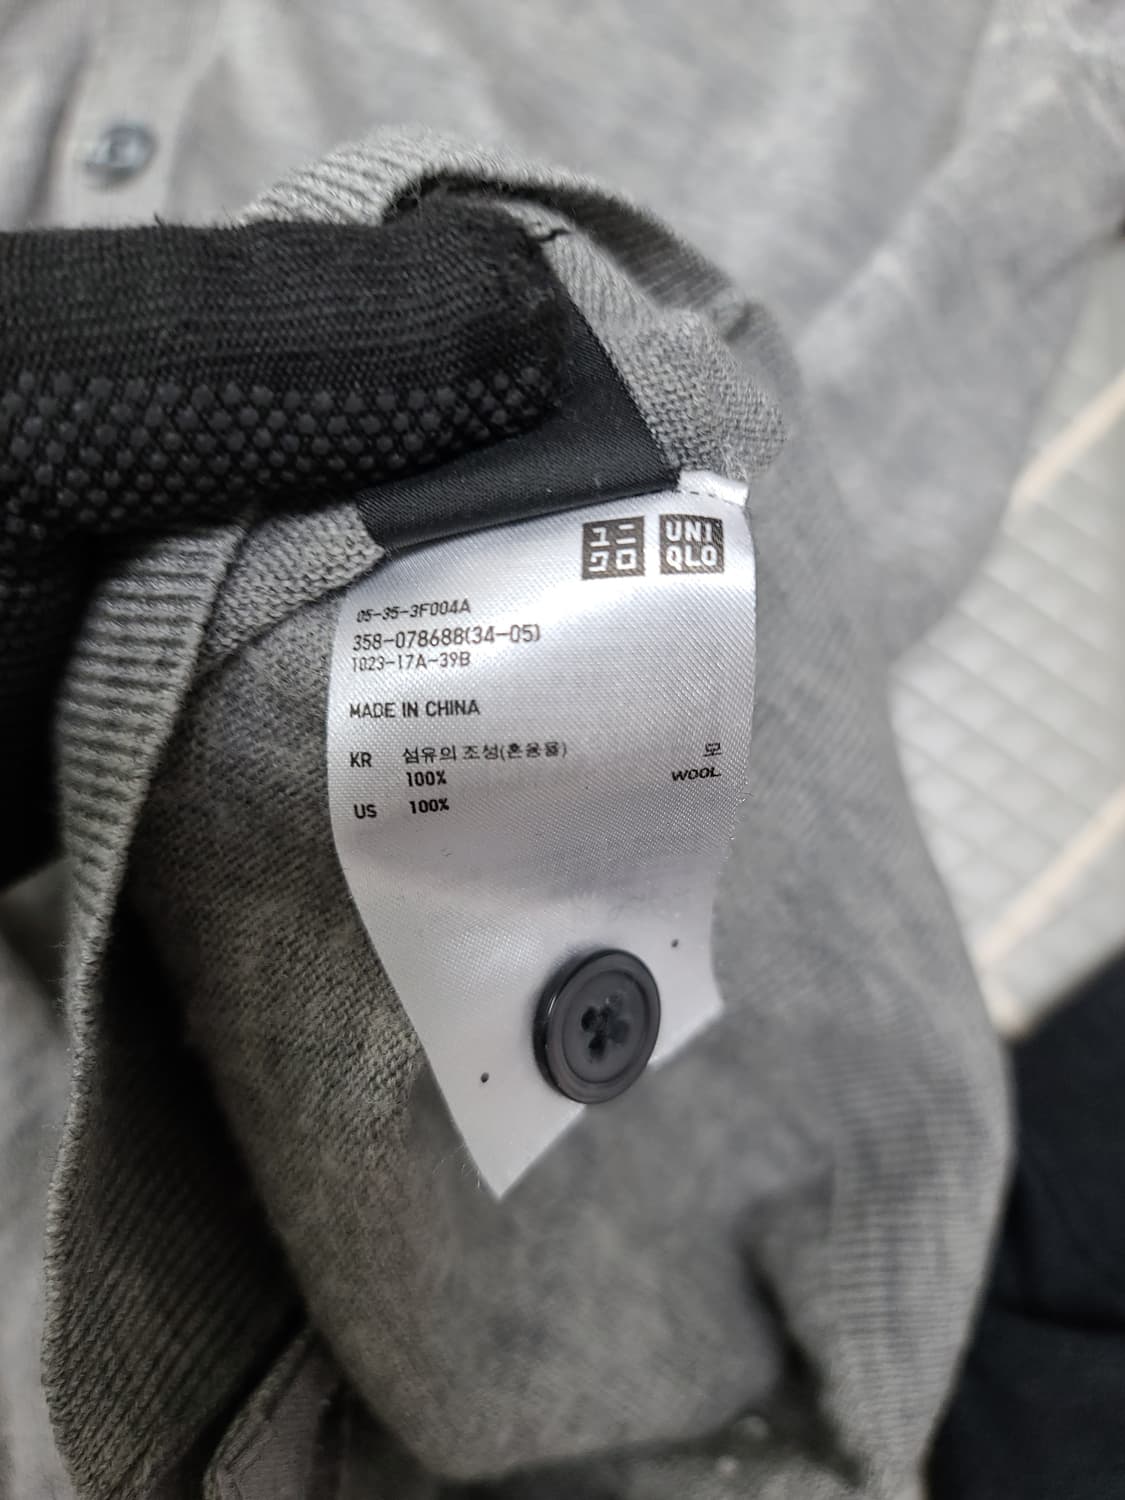 ユニ UNI
クロ QLO
05-35-3F004A
358-078688(34-05)
1023-17A-39B
MADE IN CHINA
KR 섬유의 조성(혼용율) 모
100% WOOL
US 100%